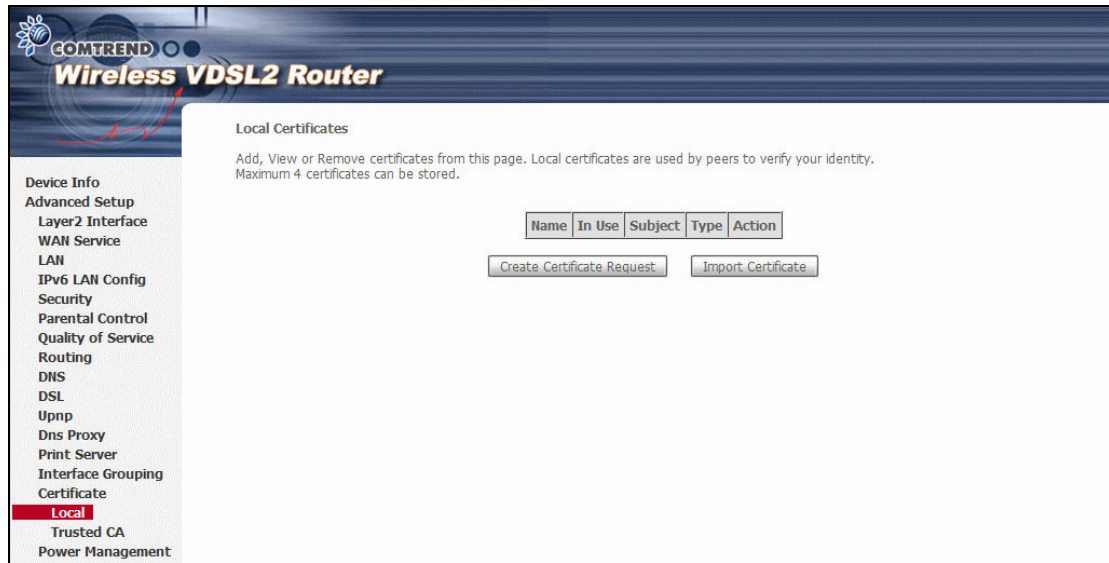 COMTREND
Wireless VDSL2 Router
Device Info
Advanced Setup
Layer2 Interface
WAN Service
LAN
IPv6 LAN Config
Security
Parental Control
Quality of Service
Routing
DNS
DSL
Upnp
Dns Proxy
Print Server
Interface Grouping
Certificate
Local
Trusted CA
Power Management
Local Certificates
Add, View or Remove certificates from this page. Local certificates are used by peers to verify your identity.
Maximum 4 certificates can be stored.
Name In Use Subject Type Action
Create Certificate Request Import Certificate